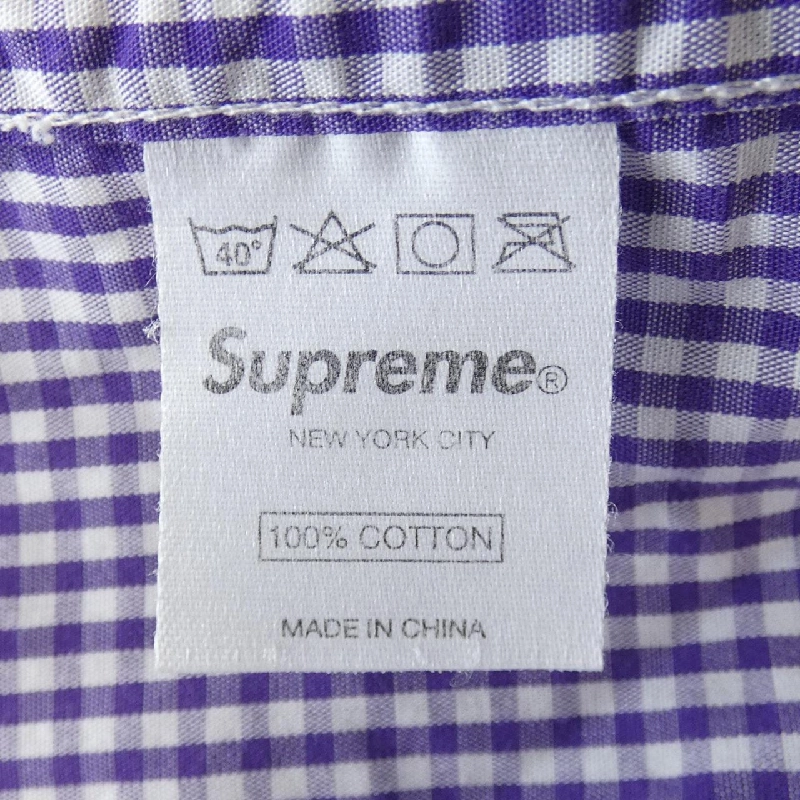 40°
Supreme®
NEW YORK CITY
100% COTTON
MADE IN CHINA